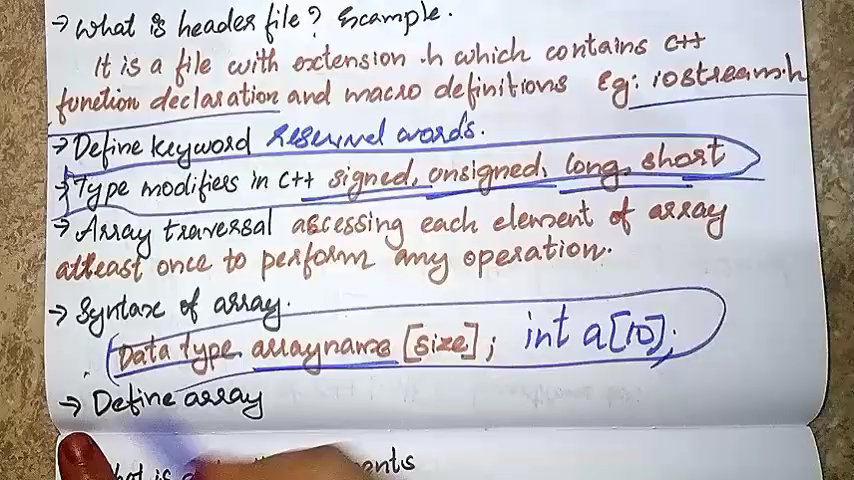 → What is header file? Example.
It is a file with extension .h which contains C++
function declaration and macro definitions Eg: iostream.h
→ Define keyword reserved words.
→ Type modifiers in C++ signed, unsigned, long, short
→ Array traversal accessing each element of array
atleast once to perform any operation.
→ Syntax of array.
Data type arrayname [size]; int a[10];
→ Define array